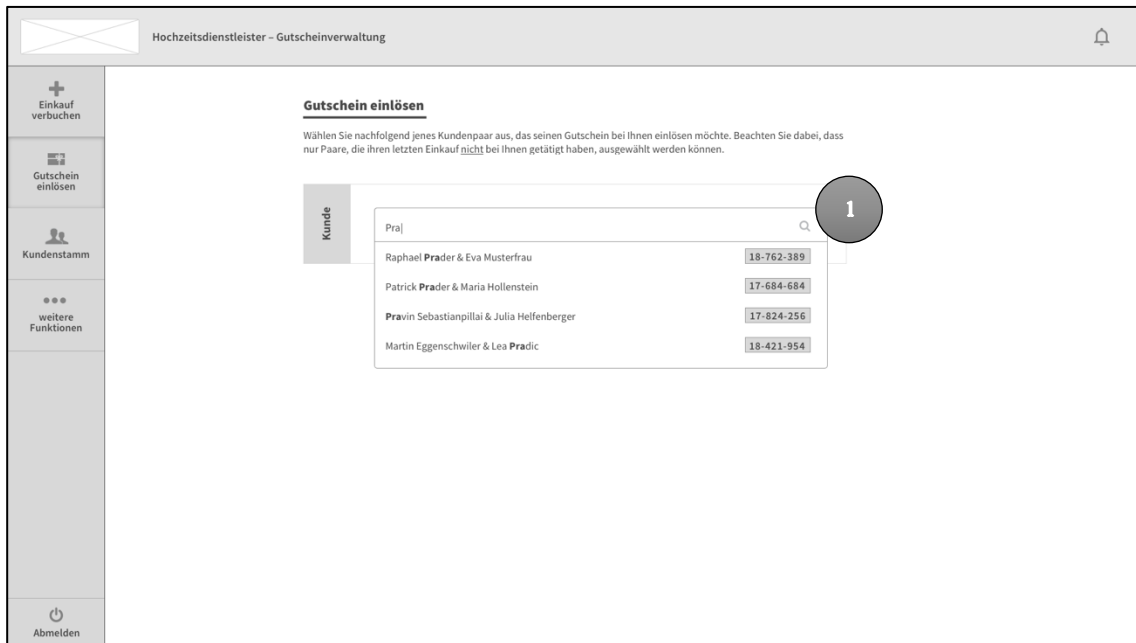 Hochzeitsdienstleister – Gutscheinverwaltung
Einkauf
verbuchen
Gutschein
einlösen
Kundenstamm
weitere
Funktionen
Abmelden
Gutschein einlösen
Wählen Sie nachfolgend jenes Kundenpaar aus, das seinen Gutschein bei Ihnen einlösen möchte. Beachten Sie dabei, dass
nur Paare, die ihren letzten Einkauf nicht bei Ihnen getätigt haben, ausgewählt werden können.
Kunde
1
Pra
Raphael Prader & Eva Musterfrau 18-762-389
Patrick Prader & Maria Hollenstein 17-684-684
Pravin Sebastianpillai & Julia Helfenberger 17-824-256
Martin Eggenschwiler & Lea Pradic 18-421-954